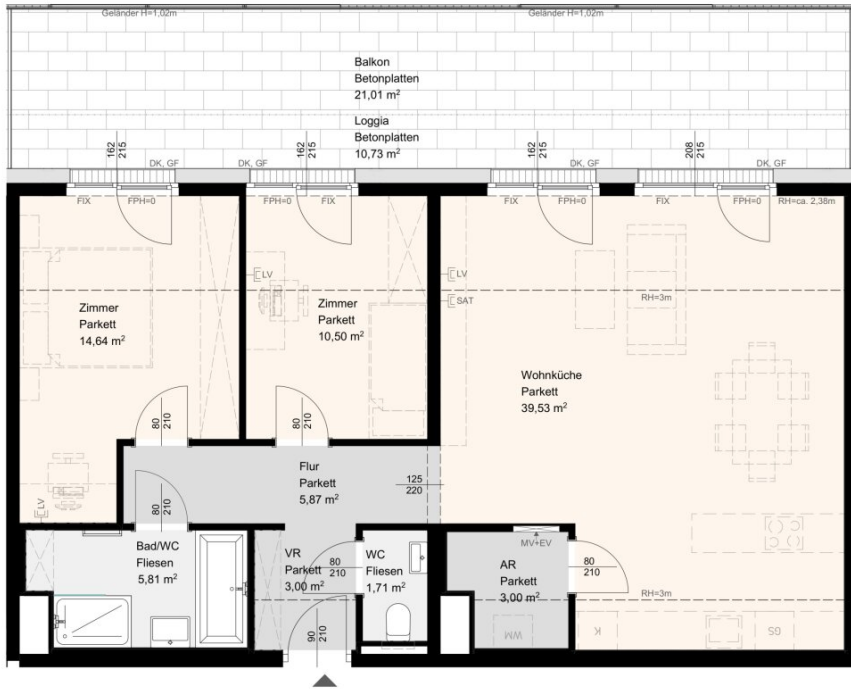 Geländer H=1,02m
Geländer H=1,02m
Balkon
Betonplatten
21,01 m²
Loggia
Betonplatten
10,73 m²
162
215
DK, GF
DK, GF
162
215
162
215
DK, GF
208
215
DK, GF
FIX
FPH=0
FPH=0
FIX
FIX
FPH=0
FIX
FPH=0
RH=ca. 2,38m
LV
LV
SAT
RH=3m
Zimmer
Parkett
14,64 m²
Zimmer
Parkett
10,50 m²
Wohnküche
Parkett
39,53 m²
80
210
80
210
Flur
Parkett
5,87 m²
125
220
LV
80
210
Bad/WC
Fliesen
5,81 m²
VR
Parkett
3,00 m²
80
210
WC
Fliesen
1,71 m²
MV+EV
AR
Parkett
3,00 m²
80
210
RH=3m
90
210
WM
K
GS